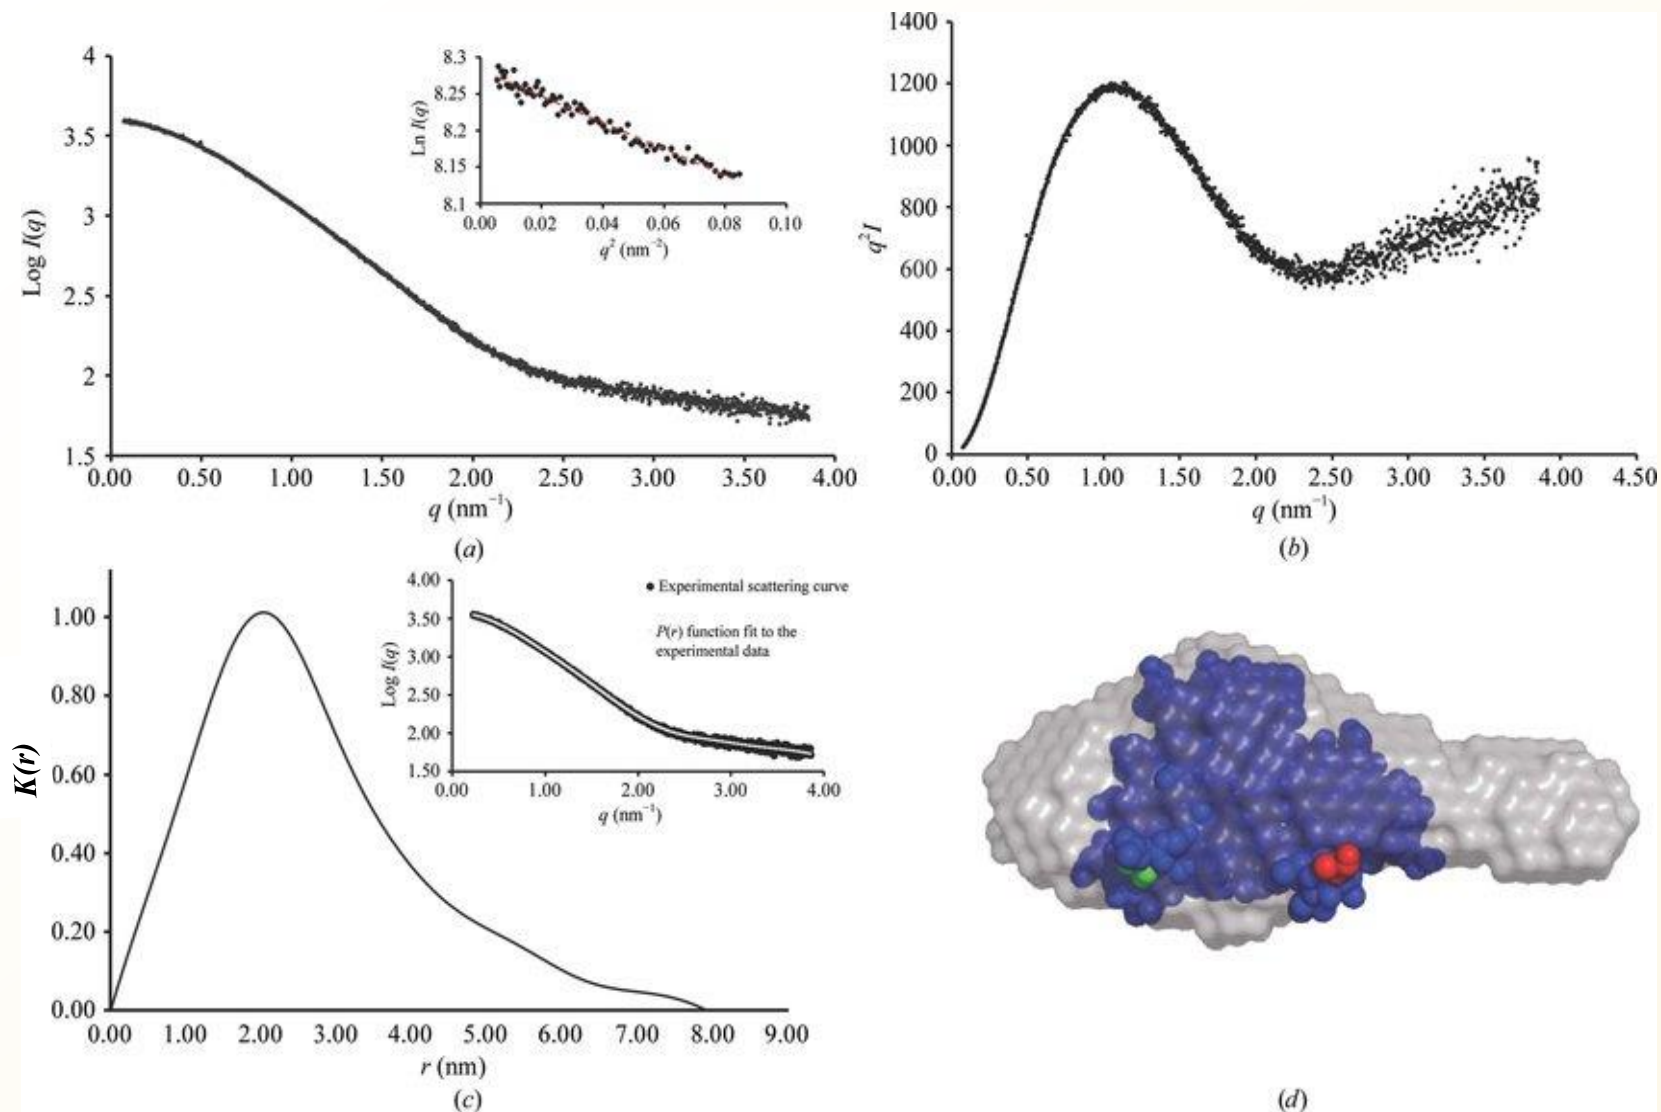 4
3.5
3
2.5
2
1.5
Log I(q)
0.00 0.50 1.00 1.50 2.00 2.50 3.00 3.50 4.00
q (nm⁻¹)
8.3
8.25
8.2
8.15
8.1
Ln I(q)
0.00 0.02 0.04 0.06 0.08 0.10
q² (nm⁻²)
(a)
1400
1200
1000
800
600
400
200
0
q²I
0.00 0.50 1.00 1.50 2.00 2.50 3.00 3.50 4.00 4.50
q (nm⁻¹)
(b)
1.00
0.80
0.60
0.40
0.20
0.00
K(r)
0.00 1.00 2.00 3.00 4.00 5.00 6.00 7.00 8.00 9.00
r (nm)
4.00
3.50
3.00
2.50
2.00
1.50
Log I(q)
0.00 1.00 2.00 3.00 4.00
q (nm⁻¹)
Experimental scattering curve
P(r) function fit to the
experimental data
(c)
(d)